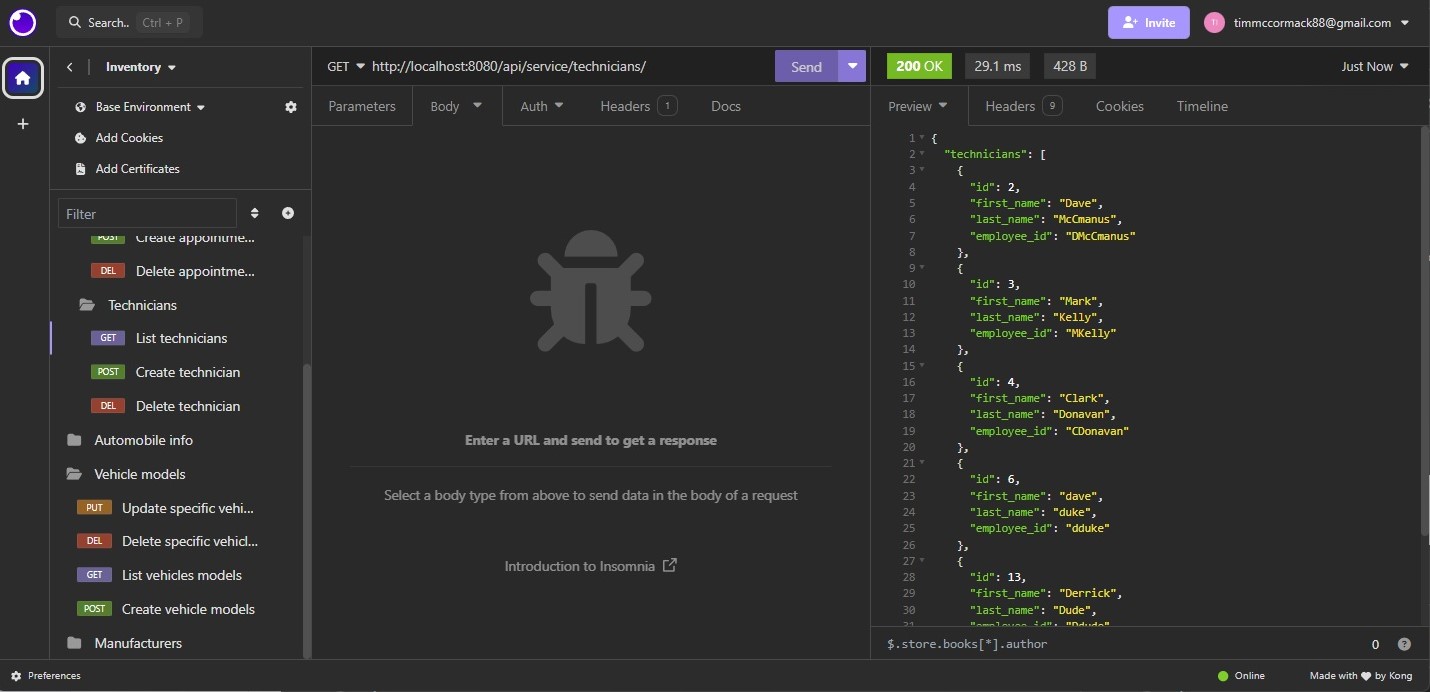 Search.. Ctrl + P
Invite
TI
timmccormack88@gmail.com
Inventory
Base Environment
Add Cookies
Add Certificates
Filter
POST Create appointme...
DEL Delete appointme...
Technicians
GET List technicians
POST Create technician
DEL Delete technician
Automobile info
Vehicle models
PUT Update specific vehi...
DEL Delete specific vehicl...
GET List vehicles models
POST Create vehicle models
Manufacturers
Preferences
GET http://localhost:8080/api/service/technicians/
Send
Parameters Body Auth Headers 1 Docs
Enter a URL and send to get a response
Select a body type from above to send data in the body of a request
Introduction to Insomnia
200 OK 29.1 ms 428 B Just Now
Preview Headers 9 Cookies Timeline
1 {
2 "technicians": [
3 {
4 "id": 2,
5 "first_name": "Dave",
6 "last_name": "McCmanus",
7 "employee_id": "DMcCmanus"
8 },
9 {
10 "id": 3,
11 "first_name": "Mark",
12 "last_name": "Kelly",
13 "employee_id": "MKelly"
14 },
15 {
16 "id": 4,
17 "first_name": "Clark",
18 "last_name": "Donavan",
19 "employee_id": "CDonavan"
20 },
21 {
22 "id": 6,
23 "first_name": "dave",
24 "last_name": "duke",
25 "employee_id": "dduke"
26 },
27 {
28 "id": 13,
29 "first_name": "Derrick",
30 "last_name": "Dude",
31 "employee_id": "Ddude"
$.store.books[*].author 0 ?
Online
Made with ♥ by Kong